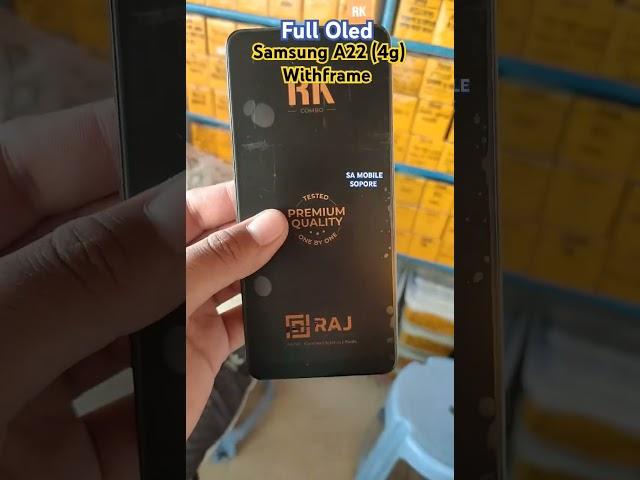 RK
Full Oled
Samsung A22 (4g)
Withframe
RK
COMBO
SA MOBILE
SOPORE
TESTED
PREMIUM
QUALITY
ONE BY ONE
RAJ